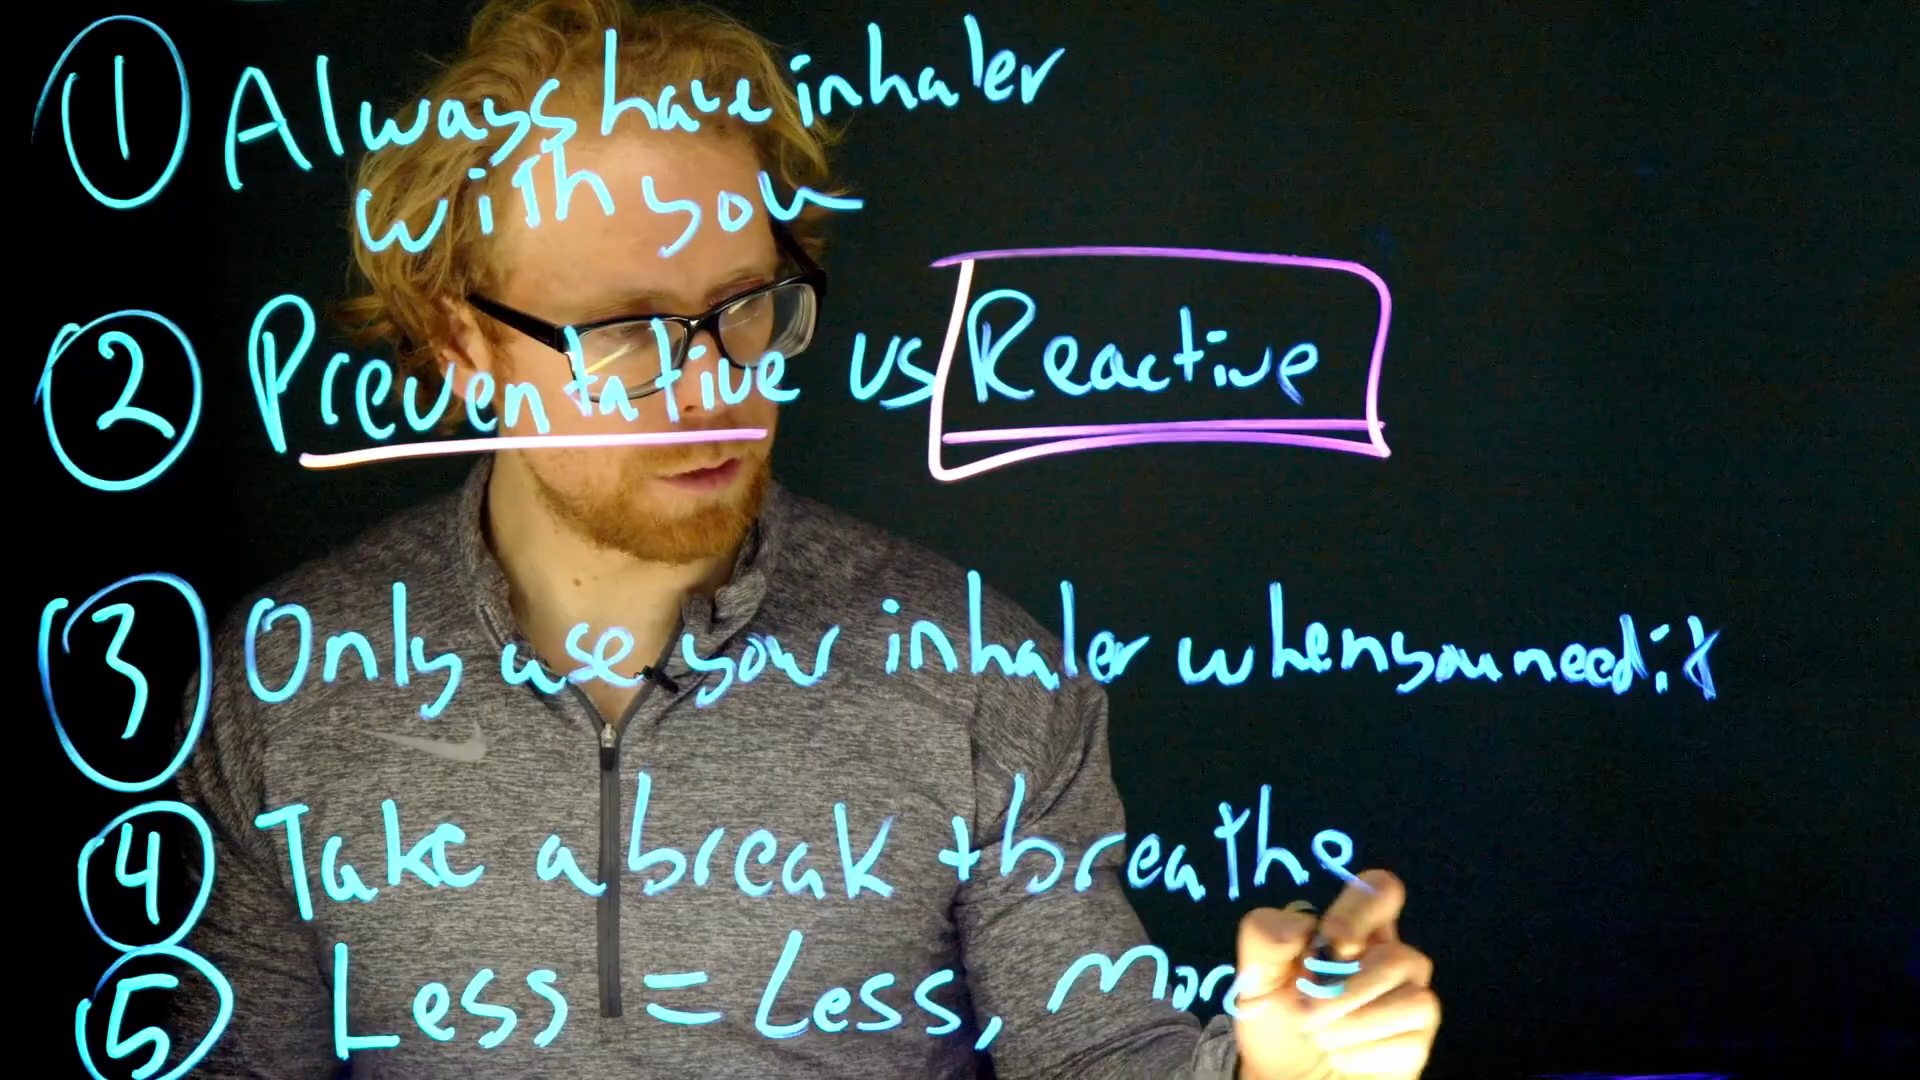 1 Always have inhaler
with you
2 Preventative vs Reactive
3 Only use your inhaler when you need it
4 Take a break + breathe
5 Less = Less, more =